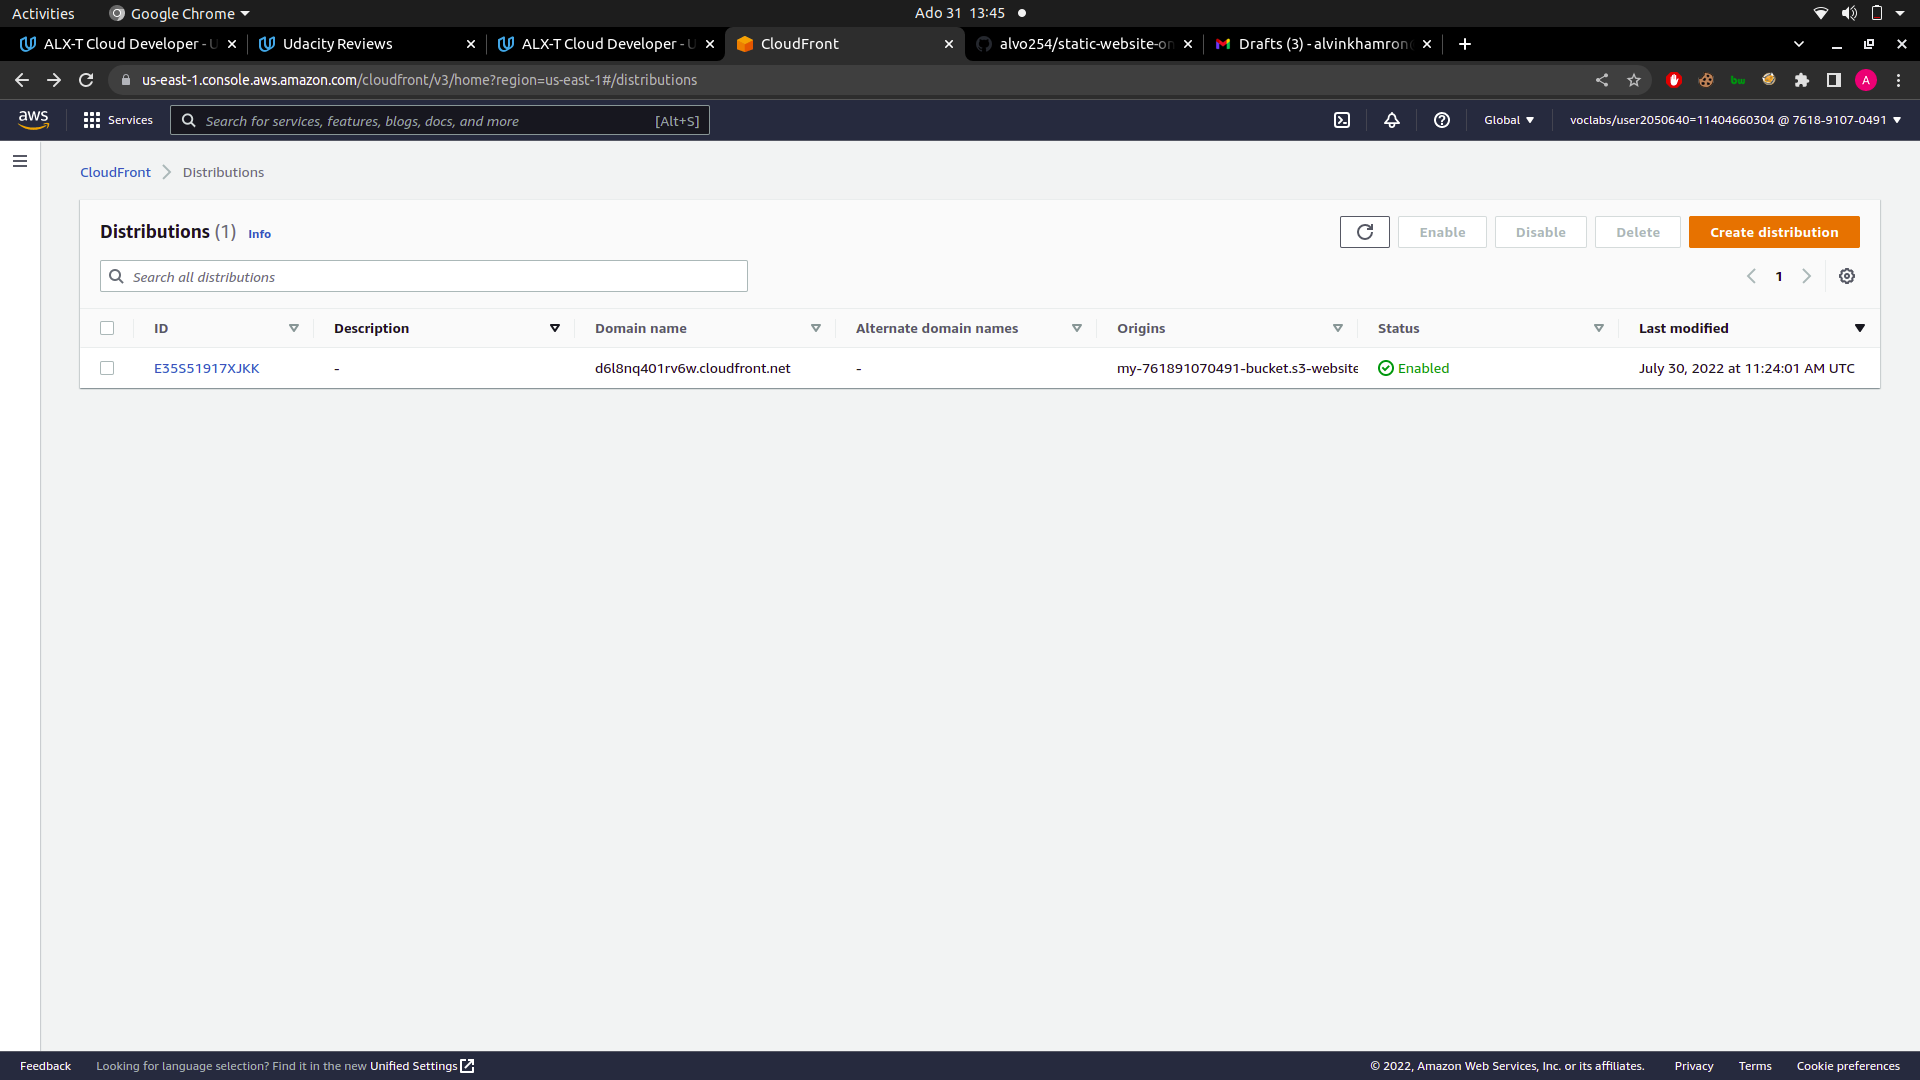 Activities Google Chrome Ado 31 13:45
ALX-T Cloud Developer - U Udacity Reviews ALX-T Cloud Developer - U CloudFront alvo254/static-website-on Drafts (3) - alvinkhamron
us-east-1.console.aws.amazon.com/cloudfront/v3/home?region=us-east-1#/distributions bw A
aws Services Search for services, features, blogs, docs, and more [Alt+S] Global voclabs/user2050640=11404660304 @ 7618-9107-0491
CloudFront Distributions
Distributions (1) Info Enable Disable Delete Create distribution
Search all distributions 1
ID Description Domain name Alternate domain names Origins Status Last modified
E35S51917XJKK - d6l8nq401rv6w.cloudfront.net - my-761891070491-bucket.s3-website Enabled July 30, 2022 at 11:24:01 AM UTC
Feedback Looking for language selection? Find it in the new Unified Settings © 2022, Amazon Web Services, Inc. or its affiliates. Privacy Terms Cookie preferences